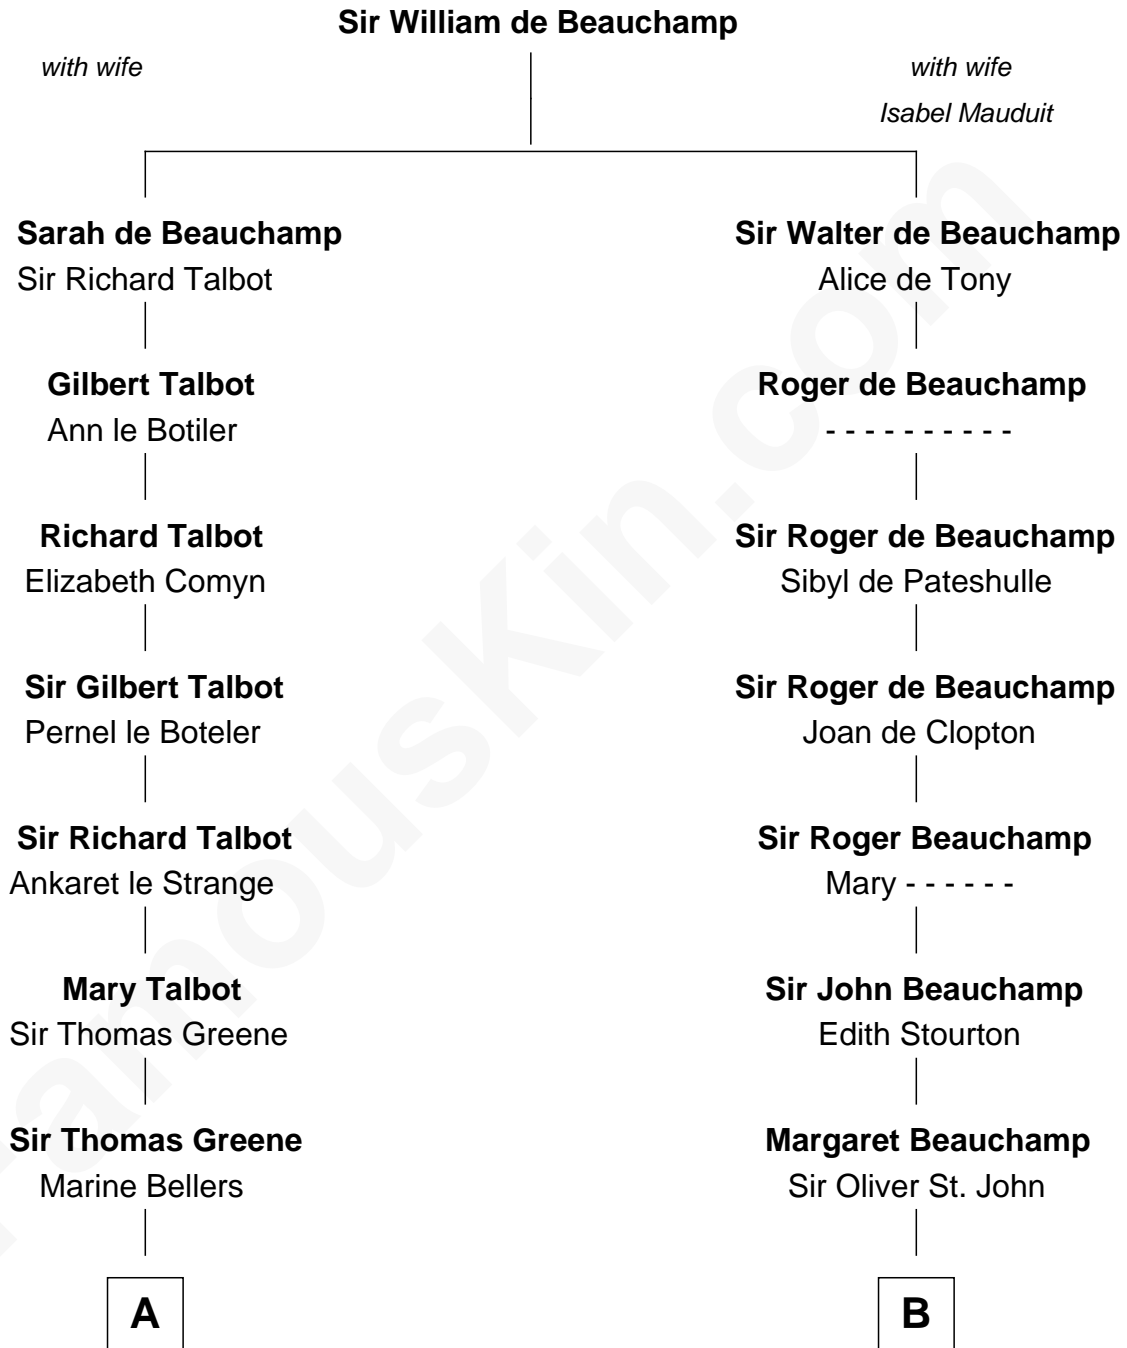 Sir William de Beauchamp
with wife
with wife
Isabel Mauduit
Sarah de Beauchamp
Sir Richard Talbot
Sir Walter de Beauchamp
Alice de Tony
Gilbert Talbot
Ann le Botiler
Roger de Beauchamp
- - - - - - - - - -
Richard Talbot
Elizabeth Comyn
Sir Roger de Beauchamp
Sibyl de Pateshulle
Sir Gilbert Talbot
Pernel le Boteler
Sir Roger de Beauchamp
Joan de Clopton
Sir Richard Talbot
Ankaret le Strange
Sir Roger Beauchamp
Mary - - - - - -
Mary Talbot
Sir Thomas Greene
Sir John Beauchamp
Edith Stourton
Sir Thomas Greene
Marine Bellers
Margaret Beauchamp
Sir Oliver St. John
A
B
FamousKin.com